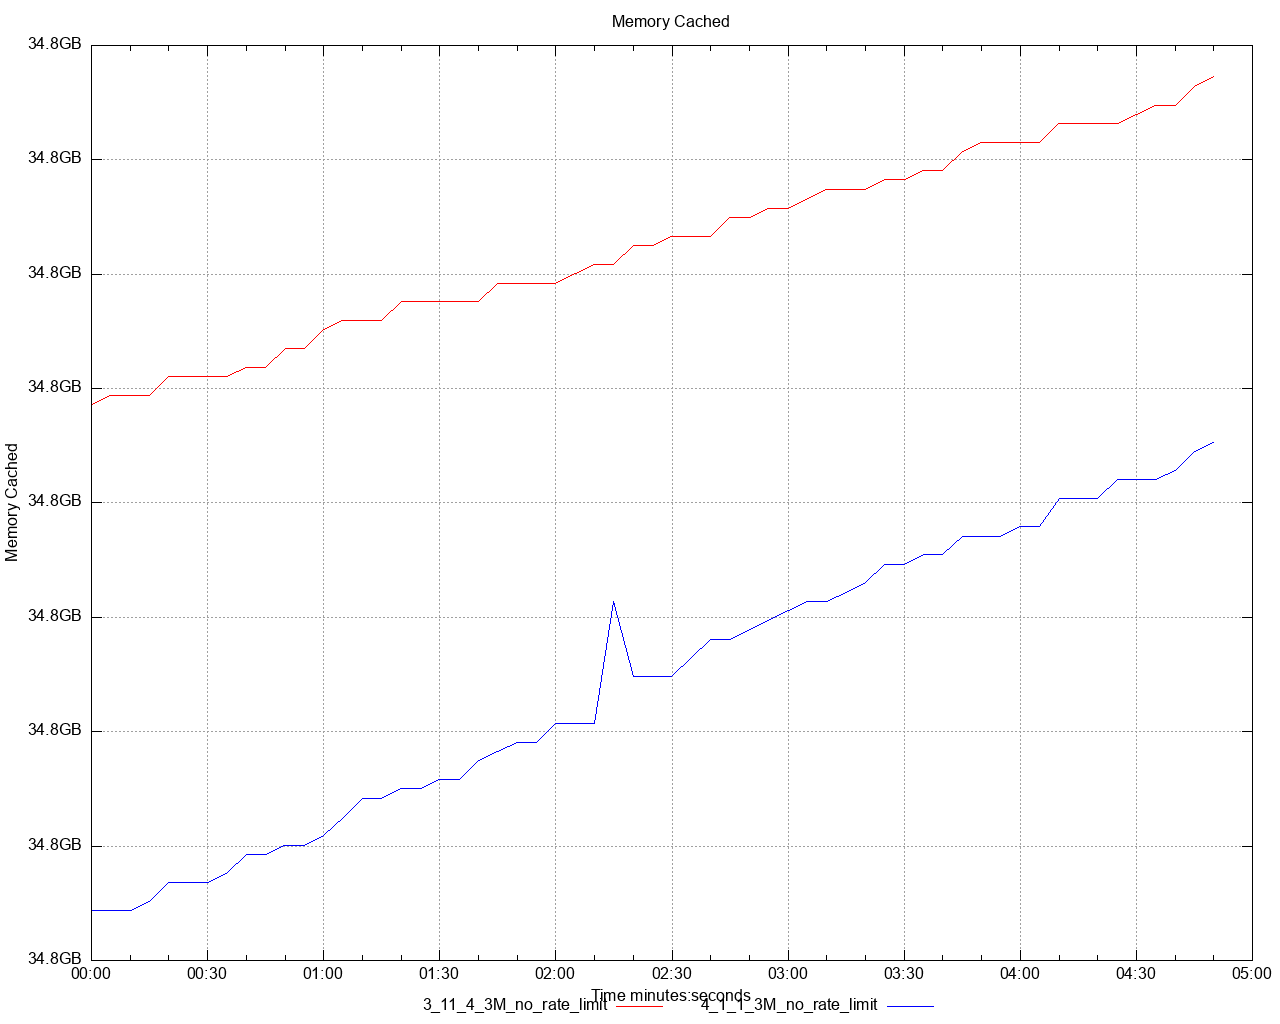 Memory Cached
34.8GB
34.8GB
34.8GB
34.8GB
Memory Cached
34.8GB
34.8GB
34.8GB
34.8GB
34.8GB
00:00 00:30 01:00 01:30 02:00 02:30 03:00 03:30 04:00 04:30 05:00
Time minutes:seconds
3_11_4_3M_no_rate_limit 4_1_1_3M_no_rate_limit